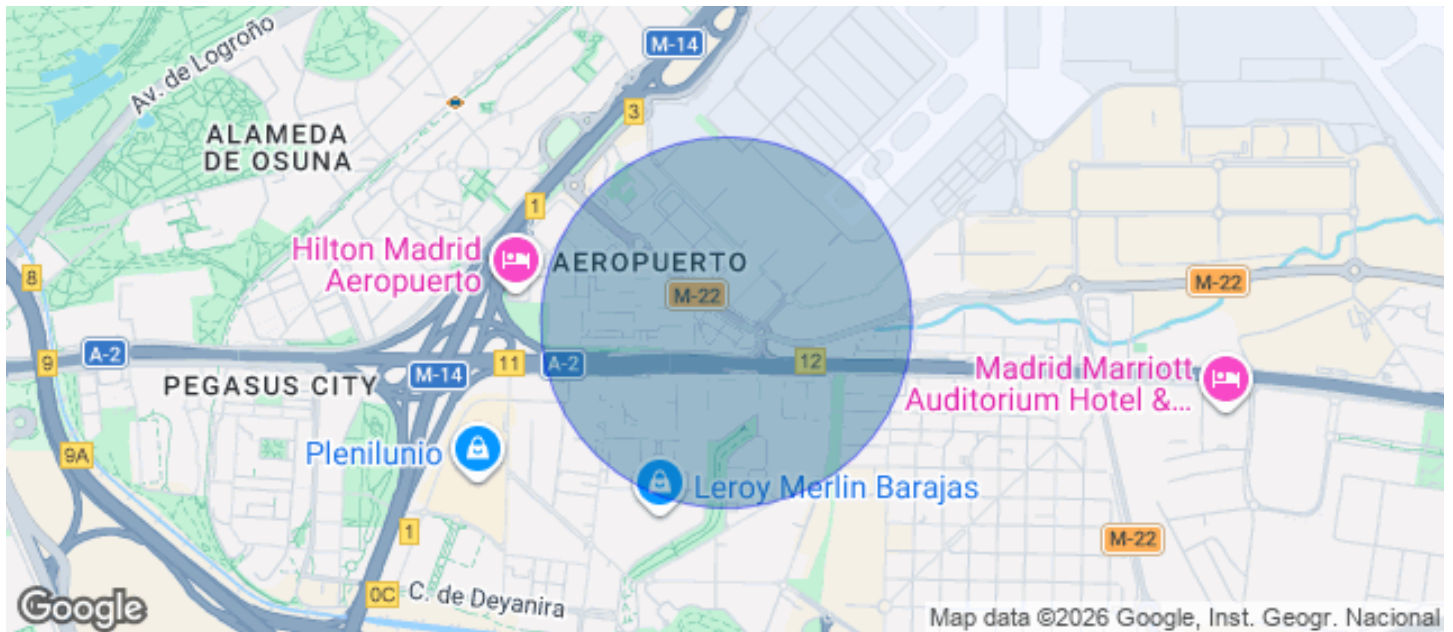 M-14
Av. de Logroño
3
ALAMEDA
DE OSUNA
1
Hilton Madrid
Aeropuerto
AEROPUERTO
8
M-22
M-22
A-2
9
11
A-2
12
M-14
PEGASUS CITY
Madrid Marriott
Auditorium Hotel &...
Plenilunio
9A
Leroy Merlin Barajas
1
M-22
0C
C. de Deyanira
Google
Map data ©2026 Google, Inst. Geogr. Nacional